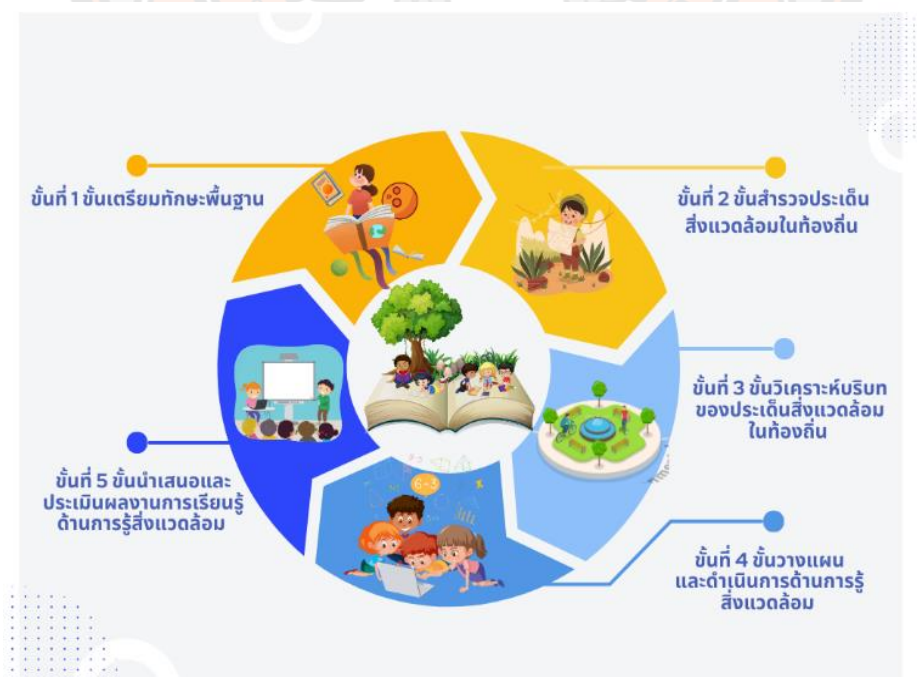 ขั้นที่ 1 ขั้นเตรียมทักษะพื้นฐาน
ขั้นที่ 2 ขั้นสำรวจประเด็น
สิ่งแวดล้อมในท้องถิ่น
ขั้นที่ 3 ขั้นวิเคราะห์บริบท
ของประเด็นสิ่งแวดล้อม
ในท้องถิ่น
ขั้นที่ 4 ขั้นวางแผน
และดำเนินการด้านการรู้
สิ่งแวดล้อม
ขั้นที่ 5 ขั้นนำเสนอและ
ประเมินผลงานการเรียนรู้
ด้านการรู้สิ่งแวดล้อม
6-3